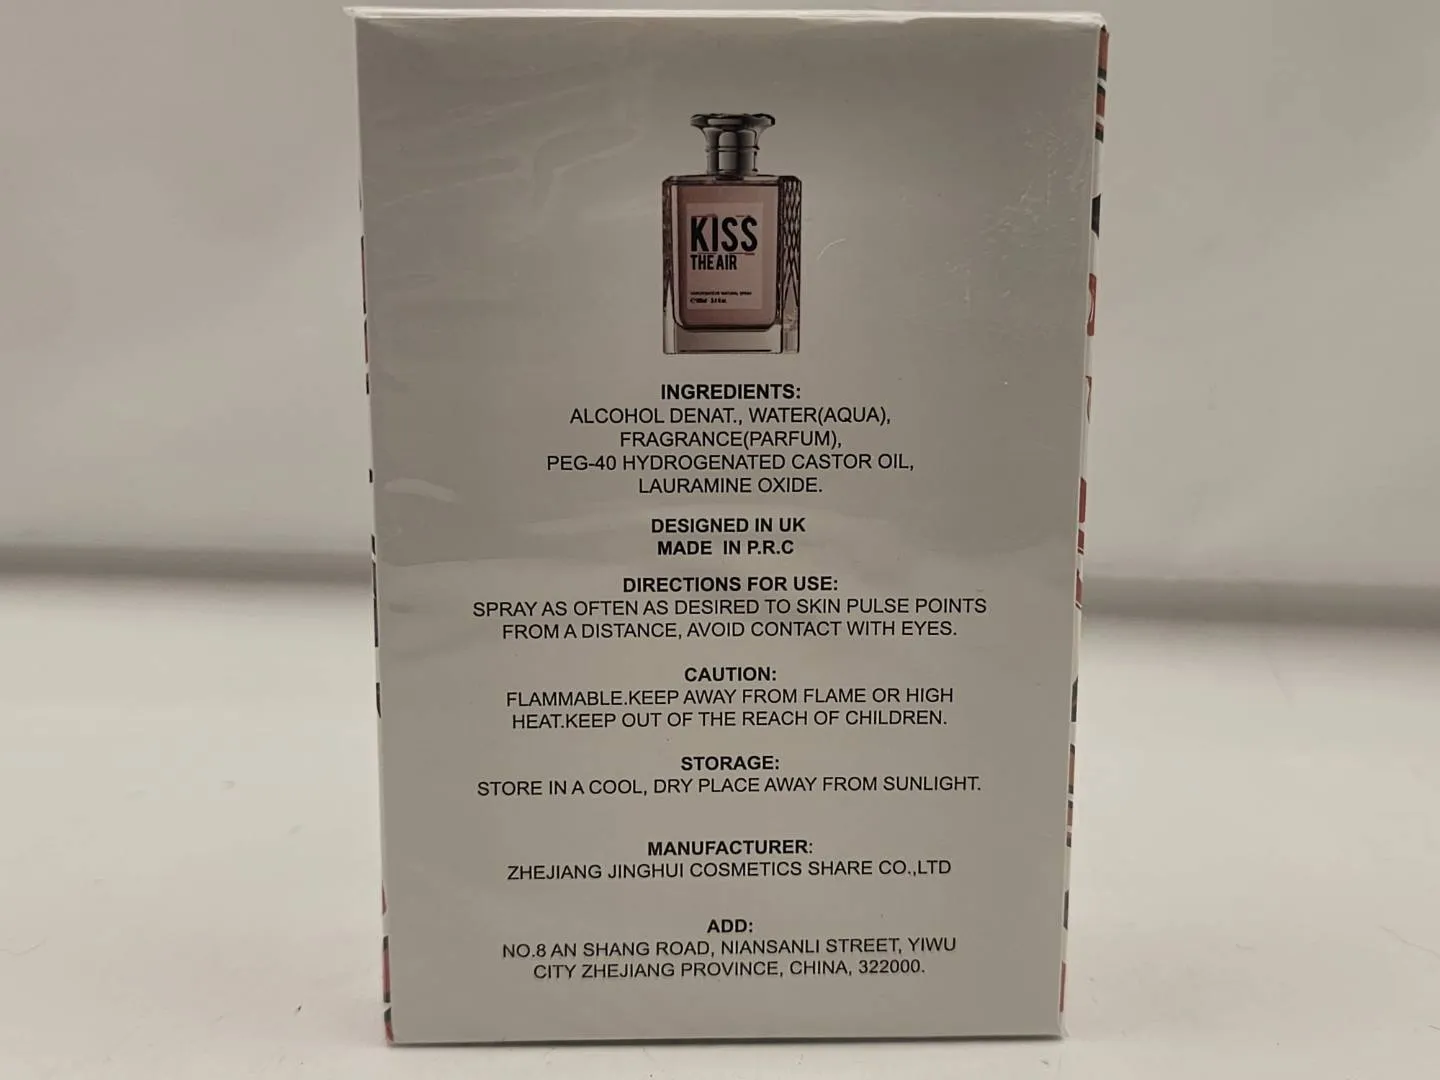 KISS
THE AIR
INGREDIENTS:
ALCOHOL DENAT., WATER(AQUA),
FRAGRANCE(PARFUM),
PEG-40 HYDROGENATED CASTOR OIL,
LAURAMINE OXIDE.
DESIGNED IN UK
MADE IN P.R.C
DIRECTIONS FOR USE:
SPRAY AS OFTEN AS DESIRED TO SKIN PULSE POINTS
FROM A DISTANCE, AVOID CONTACT WITH EYES.
CAUTION:
FLAMMABLE.KEEP AWAY FROM FLAME OR HIGH
HEAT.KEEP OUT OF THE REACH OF CHILDREN.
STORAGE:
STORE IN A COOL, DRY PLACE AWAY FROM SUNLIGHT.
MANUFACTURER:
ZHEJIANG JINGHUI COSMETICS SHARE CO.,LTD
ADD:
NO.8 AN SHANG ROAD, NIANSANLI STREET, YIWU
CITY ZHEJIANG PROVINCE, CHINA, 322000.